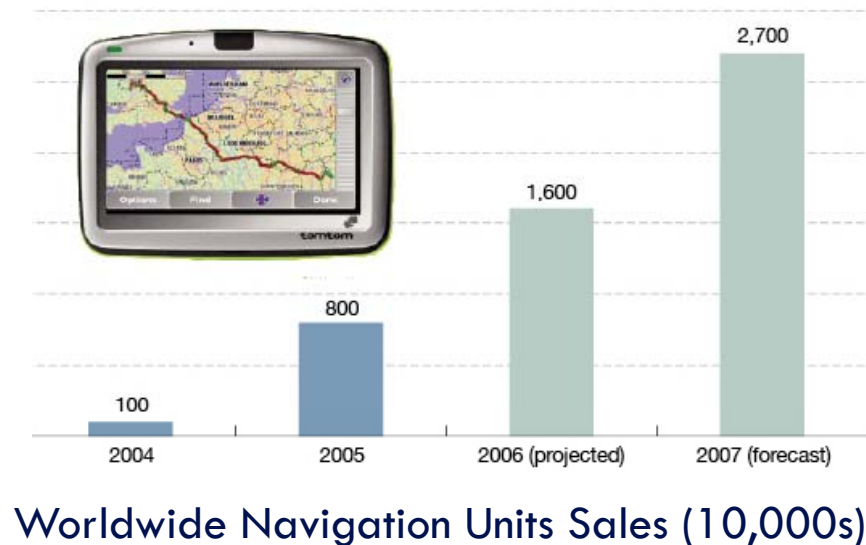 2,700
1,600
800
100
PARIS
Options Find Done
tomtom
2004 2005 2006 (projected) 2007 (forecast)
Worldwide Navigation Units Sales (10,000s)